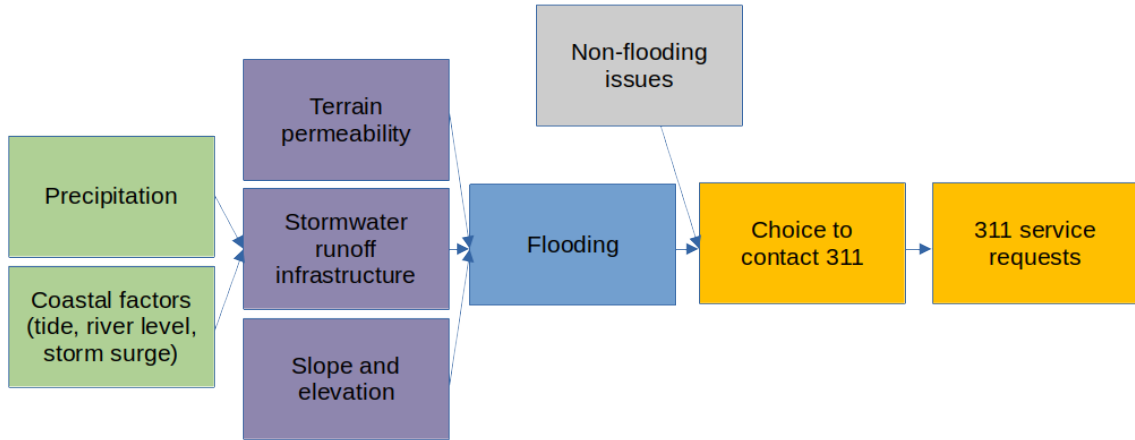 Non-flooding
issues
Terrain
permeability
Precipitation
Stormwater
runoff
infrastructure
Flooding
Choice to
contact 311
311 service
requests
Coastal factors
(tide, river level,
storm surge)
Slope and
elevation